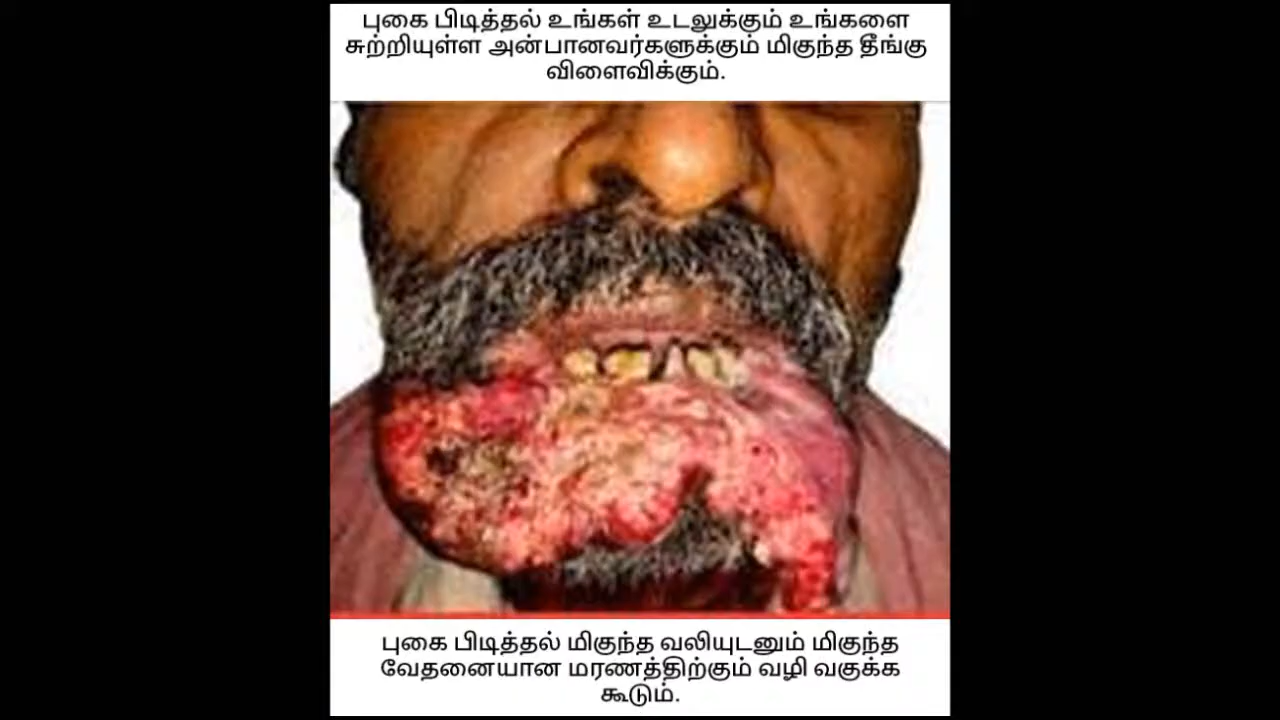 புகை பிடித்தல் உங்கள் உடலுக்கும் உங்களை
சுற்றியுள்ள அன்பானவர்களுக்கும் மிகுந்த தீங்கு
விளைவிக்கும்.
புகை பிடித்தல் மிகுந்த வலியுடனும் மிகுந்த
வேதனையான மரணத்திற்கும் வழி வகுக்க
கூடும்.